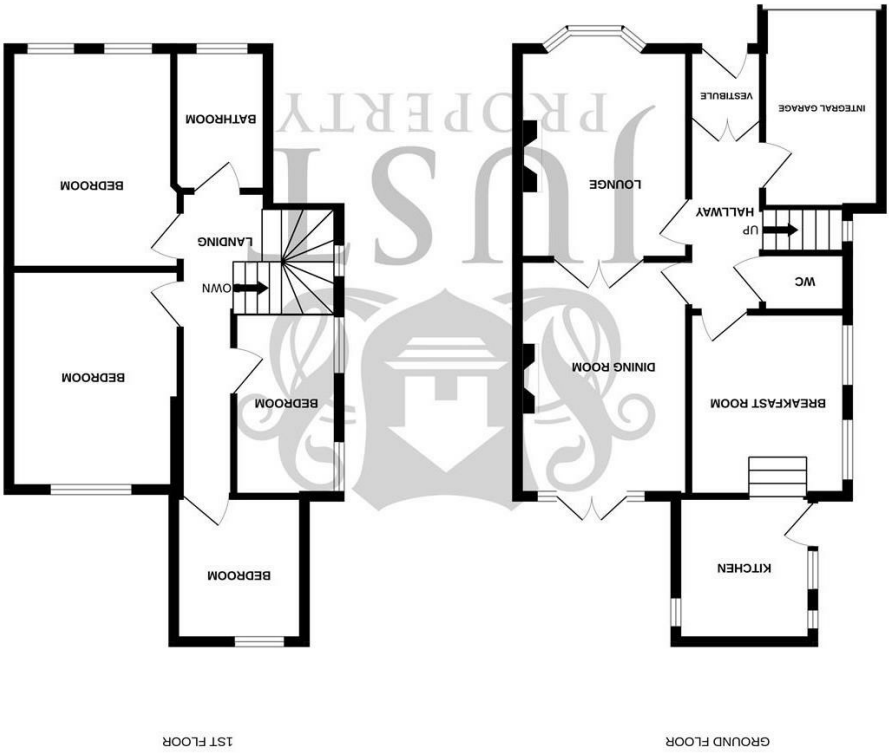 GROUND FLOOR
KITCHEN
BREAKFAST ROOM
DINING ROOM
WC
UP
HALLWAY
LOUNGE
INTEGRAL GARAGE
VESTIBULE
1ST FLOOR
BEDROOM
BEDROOM
BEDROOM
OWN
LANDING
BEDROOM
BATHROOM
JUST
PROPERTY